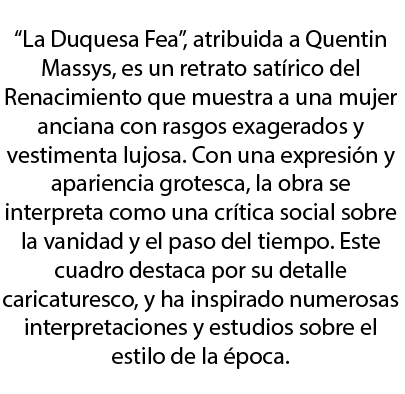 “La Duquesa Fea”, atribuida a Quentin
Massys, es un retrato satírico del
Renacimiento que muestra a una mujer
anciana con rasgos exagerados y
vestimenta lujosa. Con una expresión y
apariencia grotesca, la obra se
interpreta como una crítica social sobre
la vanidad y el paso del tiempo. Este
cuadro destaca por su detalle
caricaturesco, y ha inspirado numerosas
interpretaciones y estudios sobre el
estilo de la época.